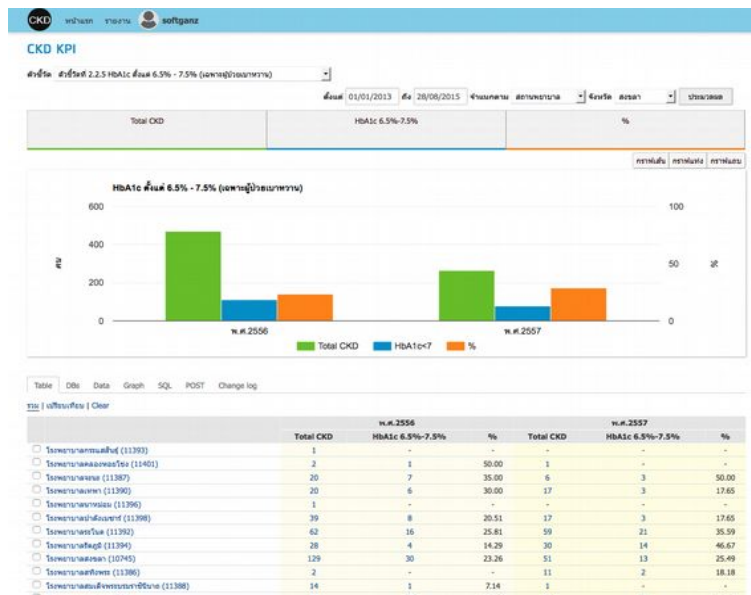 CKD หน้าแรก รายงาน softganz
CKD KPI
ตัวชี้วัด ตัวชี้วัดที่ 2.2.5 HbA1c ตั้งแต่ 6.5% - 7.5% (เฉพาะผู้ป่วยเบาหวาน)
ตั้งแต่ 01/01/2013 ถึง 28/08/2015 จำแนกตาม สถานพยาบาล จังหวัด สงขลา ประมวลผล
Total CKD HbA1c 6.5%-7.5% %
กราฟเส้น กราฟแท่ง กราฟแถบ
HbA1c ตั้งแต่ 6.5% - 7.5% (เฉพาะผู้ป่วยเบาหวาน)
600 100
400
คน 50 %
200
0 0
พ.ศ.2556 พ.ศ.2557
Total CKD HbA1c<7 %
Table DBs Data Graph SQL POST Change log
รวม | เปรียบเทียบ | Clear
พ.ศ.2556 พ.ศ.2557
Total CKD HbA1c 6.5%-7.5% % Total CKD HbA1c 6.5%-7.5% %
โรงพยาบาลกระแสสินธุ์ (11393) 1 - - - - -
โรงพยาบาลคลองหอยโข่ง (11401) 2 1 50.00 1 - -
โรงพยาบาลจะนะ (11387) 20 7 35.00 6 3 50.00
โรงพยาบาลเทพา (11390) 20 6 30.00 17 3 17.65
โรงพยาบาลนาหม่อม (11396) 1 - - - - -
โรงพยาบาลปาดังเบซาร์ (11398) 39 8 20.51 17 3 17.65
โรงพยาบาลระโนด (11392) 62 16 25.81 59 21 35.59
โรงพยาบาลรัตภูมิ (11394) 28 4 14.29 30 14 46.67
โรงพยาบาลสงขลา (10745) 129 30 23.26 51 13 25.49
โรงพยาบาลสทิงพระ (11386) 2 - - 11 2 18.18
โรงพยาบาลสมเด็จพระบรมราชินีนาถ (11388) 14 1 7.14 1 - -